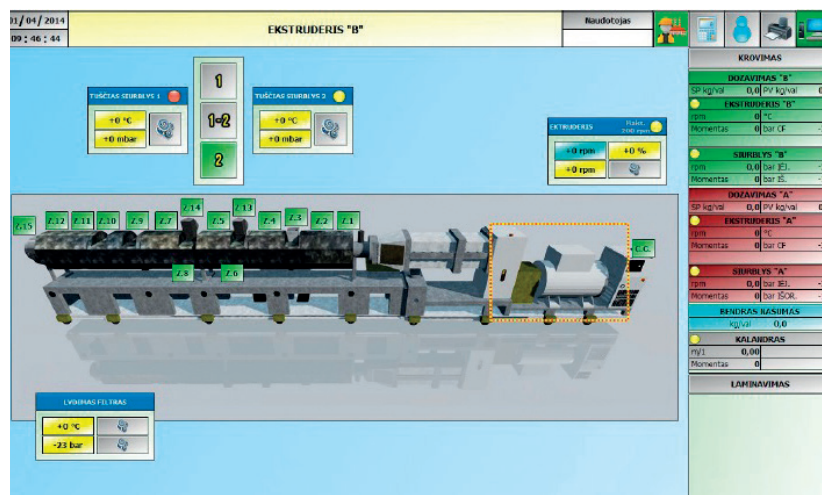 01/04/2014
09:46:44
EKSTRUDERIS "B"
Naudotojas
TUŠČIAS SIURBLYS 1
+0 °C
+0 mbar
1
1-2
2
TUŠČIAS SIURBLYS 2
+0 °C
+0 mbar
EKTRUDERIS
200 rpm
+0 rpm
+0 %
+0 rpm
Z.15
Z.12
Z.11
Z.10
Z.9
Z.7
Z.14
Z.5
Z.13
Z.4
Z.3
Z.2
Z.1
Z.8
Z.6
C.C.
LYDIMAS FILTRAS
+0 °C
-23 bar
KROVIMAS
DOZAVIMAS "B"
SP kg/val 0,0 PV kg/val
EKSTRUDERIS "B"
rpm 0 °C
Momentas 0 bar CF
SIURBLYS "B"
rpm 0 bar ĮEJ.
Momentas 0 bar IŠ.
DOZAVIMAS "A"
SP kg/val 0,0 PV kg/val
EKSTRUDERIS "A"
rpm 0 °C
Momentas 0 bar CF
SIURBLYS "A"
rpm 0 bar ĮEJ.
Momentas 0 bar IŠOR.
BENDRAS NAŠUMAS
kg/val 0,0
KALANDRAS
m/1 0,00
Momentas 0
LAMINAVIMAS